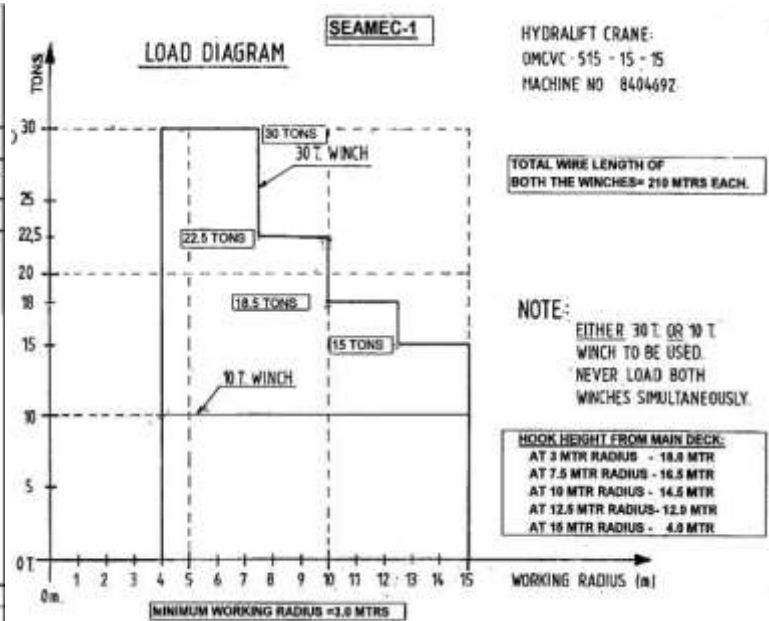 SEAMEC-1
LOAD DIAGRAM
HYDRALIFT CRANE:
OMCVC-515 - 15 - 15
MACHINE NO 8404692
TONS
30
30 TONS
30 T. WINCH
TOTAL WIRE LENGTH OF
BOTH THE WINCHES= 210 MTRS EACH.
25
22,5
22.5 TONS
20
18
18.5 TONS
15
15 TONS
NOTE:
EITHER 30 T. OR 10 T.
WINCH TO BE USED.
NEVER LOAD BOTH
WINCHES SIMULTANEOUSLY.
10 T. WINCH
10
5
HOOK HEIGHT FROM MAIN DECK:
AT 3 MTR RADIUS - 18.0 MTR
AT 7.5 MTR RADIUS - 16.5 MTR
AT 10 MTR RADIUS - 14.5 MTR
AT 12.5 MTR RADIUS- 12.0 MTR
AT 15 MTR RADIUS - 4.0 MTR
0T.
0m.
1 2 3 4 5 6 7 8 9 10 11 12 13 14 15
WORKING RADIUS (m)
MINIMUM WORKING RADIUS =3.0 MTRS